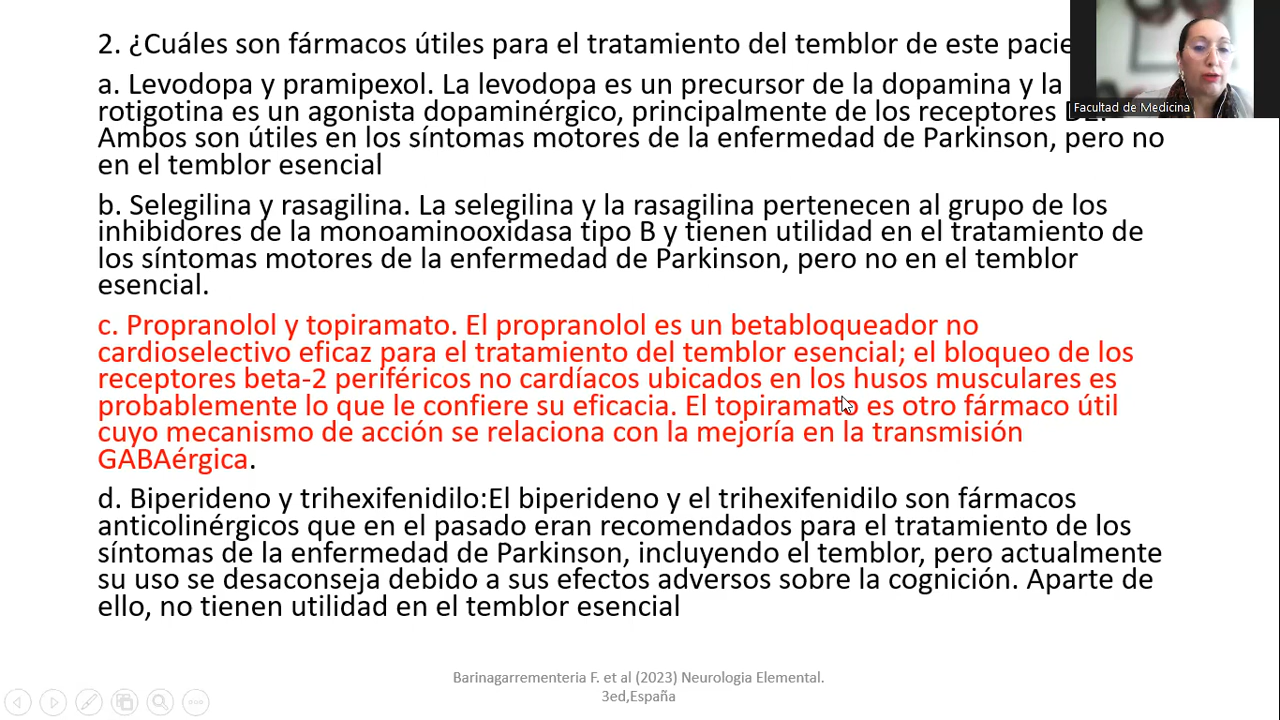 2. ¿Cuáles son fármacos útiles para el tratamiento del temblor de este pacie
a. Levodopa y pramipexol. La levodopa es un precursor de la dopamina y la
rotigotina es un agonista dopaminérgico, principalmente de los receptores D2.
Ambos son útiles en los síntomas motores de la enfermedad de Parkinson, pero no
en el temblor esencial
b. Selegilina y rasagilina. La selegilina y la rasagilina pertenecen al grupo de los
inhibidores de la monoaminooxidasa tipo B y tienen utilidad en el tratamiento de
los síntomas motores de la enfermedad de Parkinson, pero no en el temblor
esencial.
c. Propranolol y topiramato. El propranolol es un betabloqueador no
cardioselectivo eficaz para el tratamiento del temblor esencial; el bloqueo de los
receptores beta-2 periféricos no cardíacos ubicados en los husos musculares es
probablemente lo que le confiere su eficacia. El topiramato es otro fármaco útil
cuyo mecanismo de acción se relaciona con la mejoría en la transmisión
GABAérgica.
d. Biperideno y trihexifenidilo:El biperideno y el trihexifenidilo son fármacos
anticolinérgicos que en el pasado eran recomendados para el tratamiento de los
síntomas de la enfermedad de Parkinson, incluyendo el temblor, pero actualmente
su uso se desaconseja debido a sus efectos adversos sobre la cognición. Aparte de
ello, no tienen utilidad en el temblor esencial
Barinagarrementeria F. et al (2023) Neurologia Elemental.
3ed,España
Facultad de Medicina